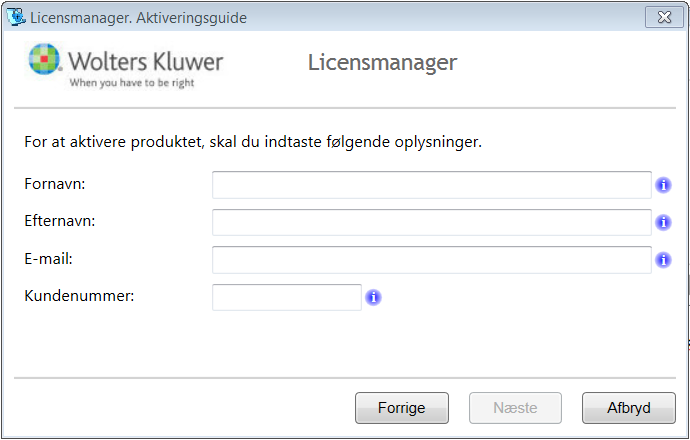 Licensmanager. Aktiveringsguide
Wolters Kluwer
When you have to be right
Licensmanager
For at aktivere produktet, skal du indtaste følgende oplysninger.
Fornavn:
Efternavn:
E-mail:
Kundenummer:
Forrige
Næste
Afbryd